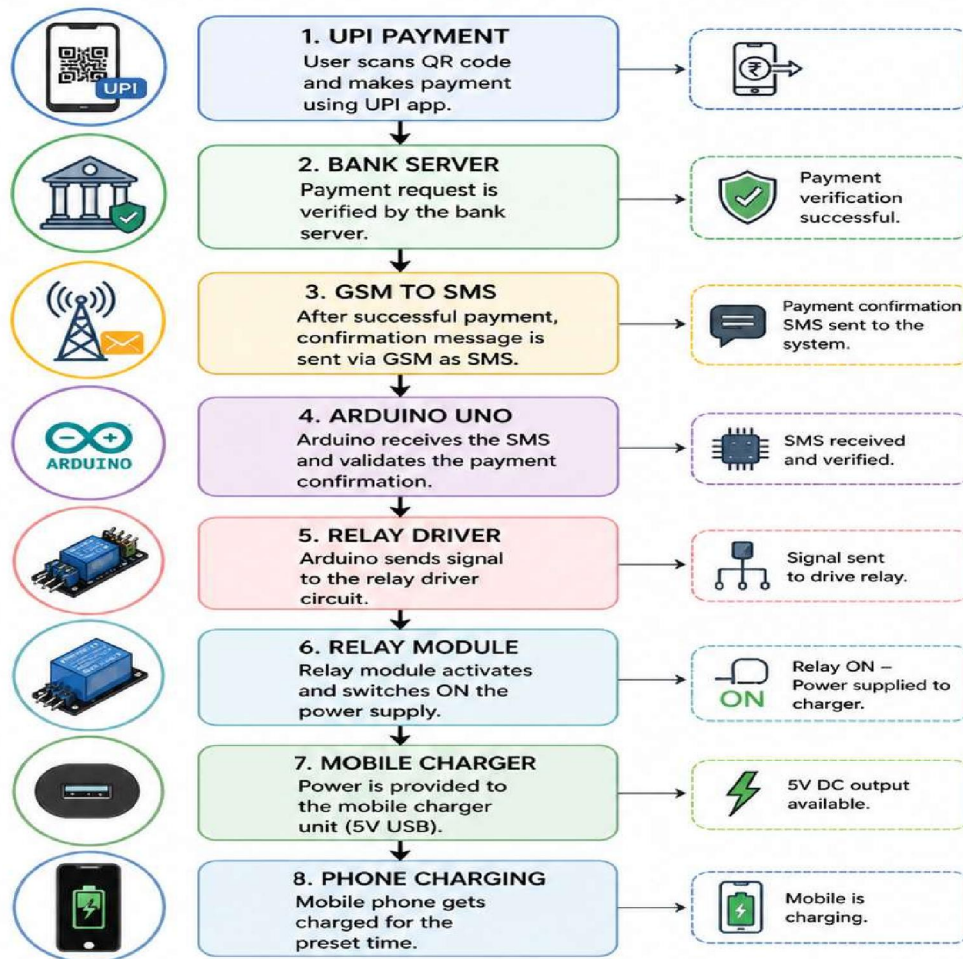 UPI
1. UPI PAYMENT
User scans QR code
and makes payment
using UPI app.
₹
2. BANK SERVER
Payment request is
verified by the bank
server.
Payment
verification
successful.
3. GSM TO SMS
After successful payment,
confirmation message is
sent via GSM as SMS.
Payment confirmation
SMS sent to the
system.
ARDUINO
4. ARDUINO UNO
Arduino receives the SMS
and validates the payment
confirmation.
SMS received
and verified.
5. RELAY DRIVER
Arduino sends signal
to the relay driver
circuit.
Signal sent
to drive relay.
6. RELAY MODULE
Relay module activates
and switches ON the
power supply.
ON
Relay ON –
Power supplied to
charger.
7. MOBILE CHARGER
Power is provided to
the mobile charger
unit (5V USB).
5V DC output
available.
8. PHONE CHARGING
Mobile phone gets
charged for the
preset time.
Mobile is
charging.